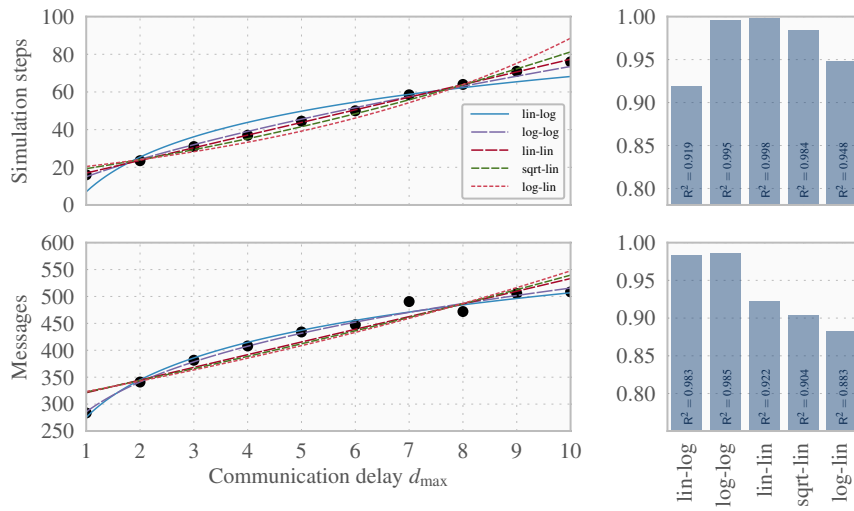 Simulation steps
100
80
60
40
20
0
lin-log
log-log
lin-lin
sqrt-lin
log-lin
1.00
0.95
0.90
0.85
0.80
R² = 0.919
R² = 0.995
R² = 0.998
R² = 0.984
R² = 0.948
Messages
600
550
500
450
400
350
300
250
1 2 3 4 5 6 7 8 9 10
Communication delay d_max
1.00
0.95
0.90
0.85
0.80
R² = 0.983
R² = 0.985
R² = 0.922
R² = 0.904
R² = 0.883
lin-log
log-log
lin-lin
sqrt-lin
log-lin